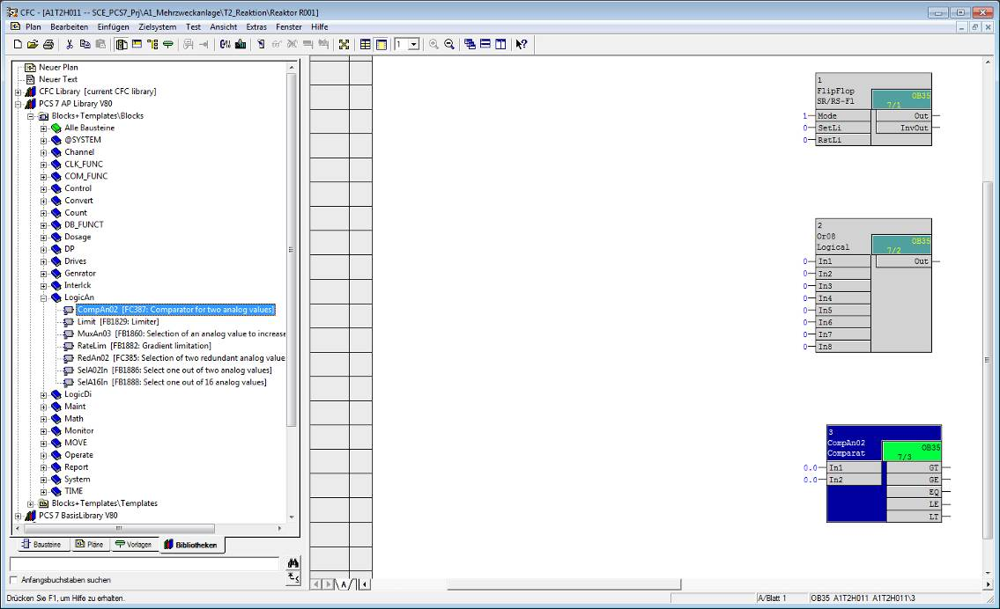 CFC - [A1T2H011 -- SCE_PCS7_Prj\A1_Mehrzweckanlage\T2_Reaktion\Reaktor R001]
Plan Bearbeiten Einfügen Zielsystem Test Ansicht Extras Fenster Hilfe
1
Neuer Plan
Neuer Text
CFC Library [current CFC library]
PCS 7 AP Library V80
Blocks+Templates\Blocks
Alle Bausteine
@SYSTEM
Channel
CLK_FUNC
COM_FUNC
Control
Convert
Count
DB_FUNCT
Dosage
DP
Drives
Genrator
Interlck
LogicAn
CompAn02 [FC387: Comparator for two analog values]
Limit [FB1829: Limiter]
MuxAn03 [FB1860: Selection of an analog value to increase
RateLim [FB1882: Gradient limitation]
RedAn02 [FC385: Selection of two redundant analog value
SelA02In [FB1886: Select one out of two analog values]
SelA16In [FB1888: Select one out of 16 analog values]
LogicDi
Maint
Math
Monitor
MOVE
Operate
Report
System
TIME
Blocks+Templates\Templates
PCS 7 BasisLibrary V80
Bausteine Pläne Vorlagen Bibliotheken
Anfangsbuchstaben suchen
1
FlipFlop
SR/RS-Fl
OB35
7/1
1 Mode Out
0 SetLi InvOut
0 RstLi
2
Or08
Logical
OB35
7/2
0 In1 Out
0 In2
0 In3
0 In4
0 In5
0 In6
0 In7
0 In8
3
CompAn02
Comparat
OB35
7/3
0.0 In1 GT
0.0 In2 GE
EQ
LE
LT
A
Drücken Sie F1, um Hilfe zu erhalten.
A/Blatt 1
OB35 A1T2H011 A1T2H011\3